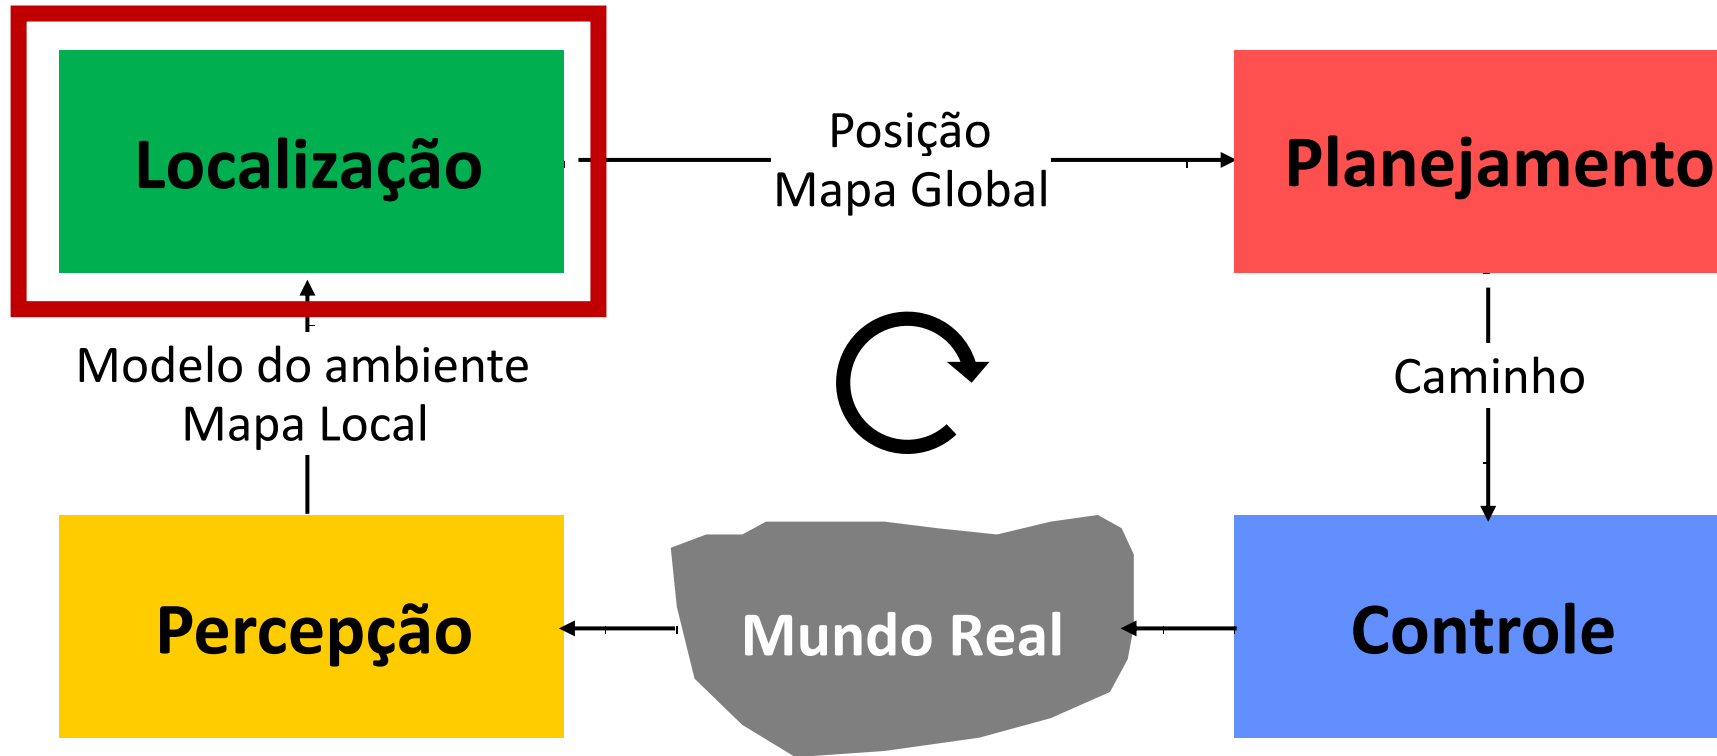 Localização
Posição
Mapa Global
Planejamento
Modelo do ambiente
Mapa Local
Caminho
Percepção
Mundo Real
Controle